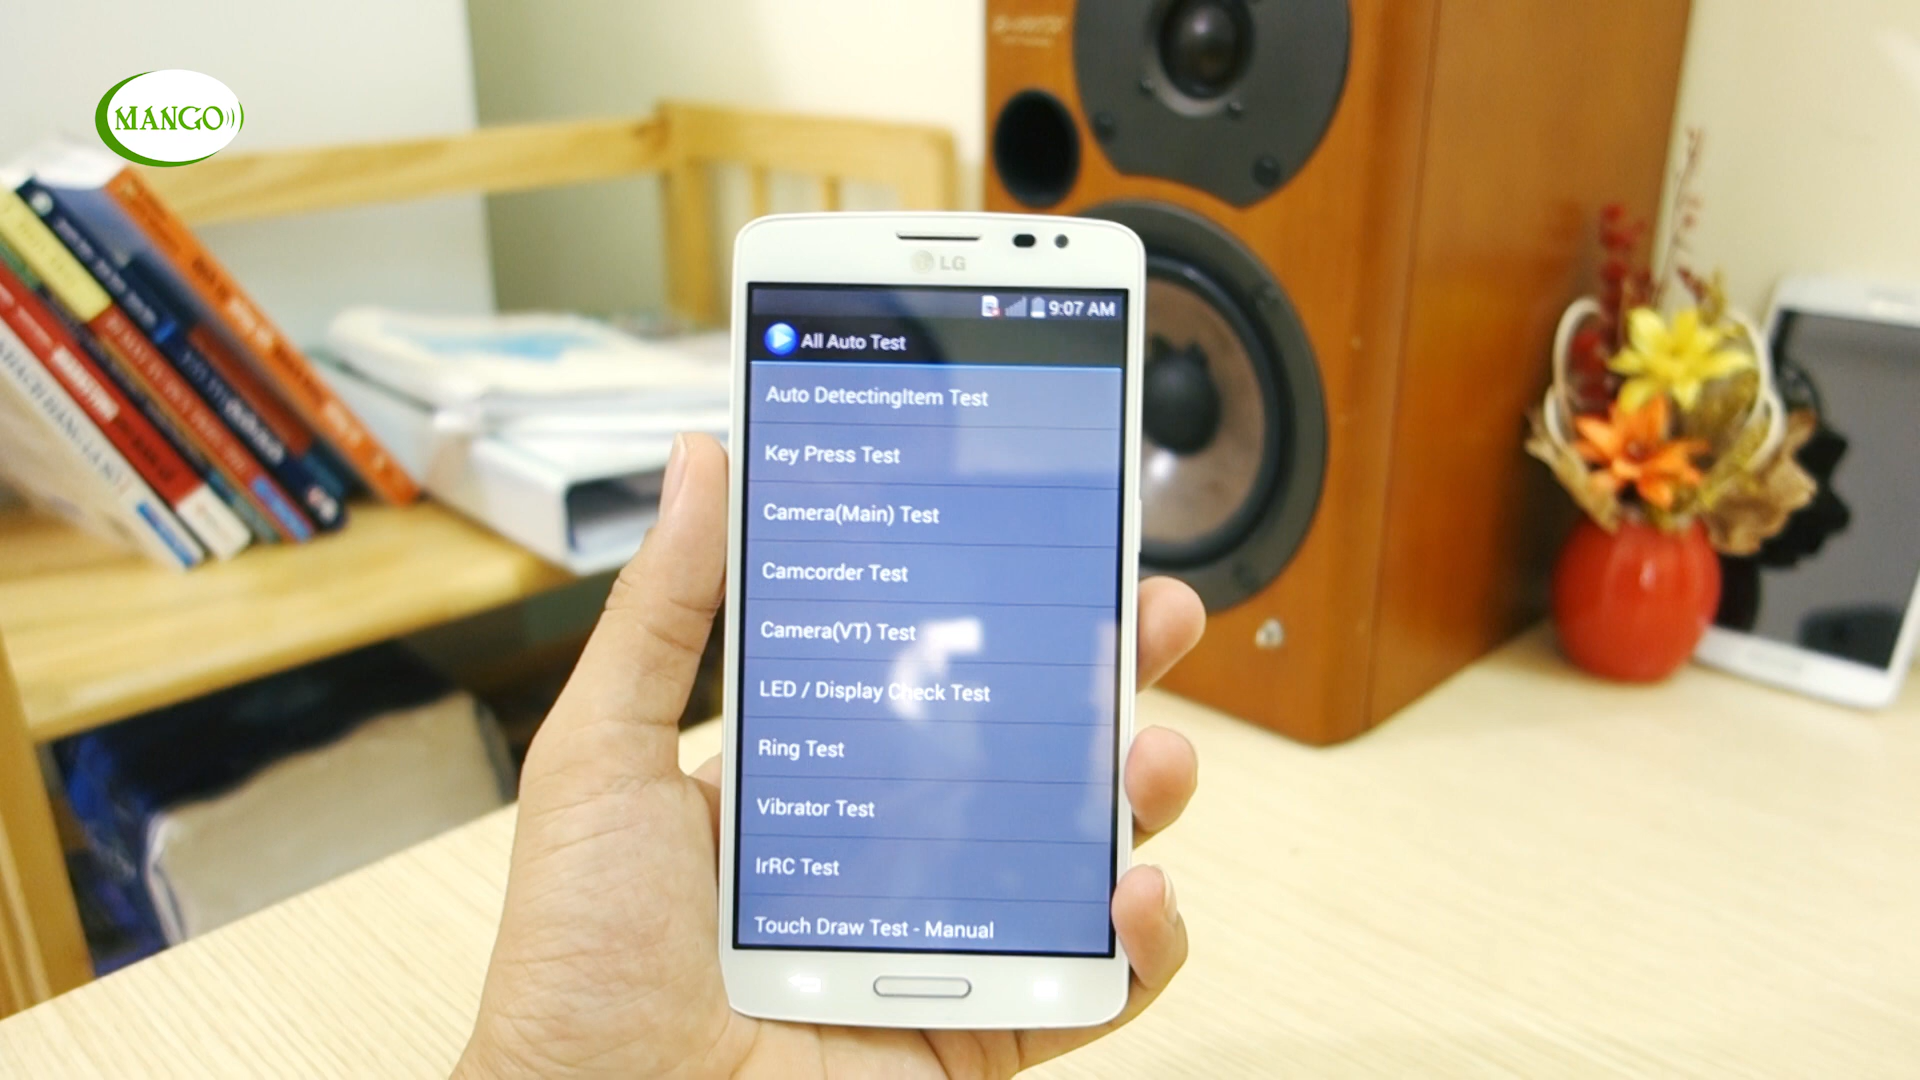 MANGO
LG
9:07 AM
All Auto Test
Auto DetectingItem Test
Key Press Test
Camera(Main) Test
Camcorder Test
Camera(VT) Test
LED / Display Check Test
Ring Test
Vibrator Test
IrRC Test
Touch Draw Test - Manual